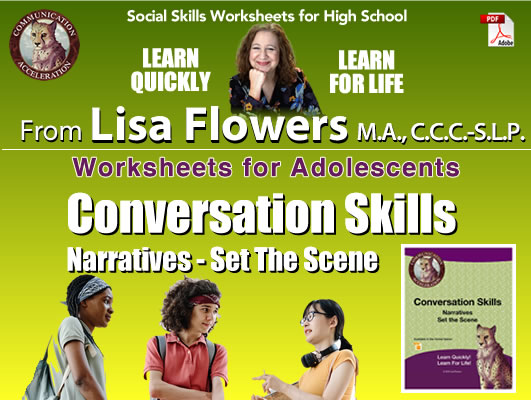 Social Skills Worksheets for High School
PDF
Adobe
COMMUNICATION
ACCELERATION
LEARN
QUICKLY
LEARN
FOR LIFE
From Lisa Flowers M.A., C.C.C.-S.L.P.
Worksheets for Adolescents
Conversation Skills
Narratives - Set The Scene
Conversation Skills
Narratives
Set the Scene
Learn Quickly!
Learn For Life!